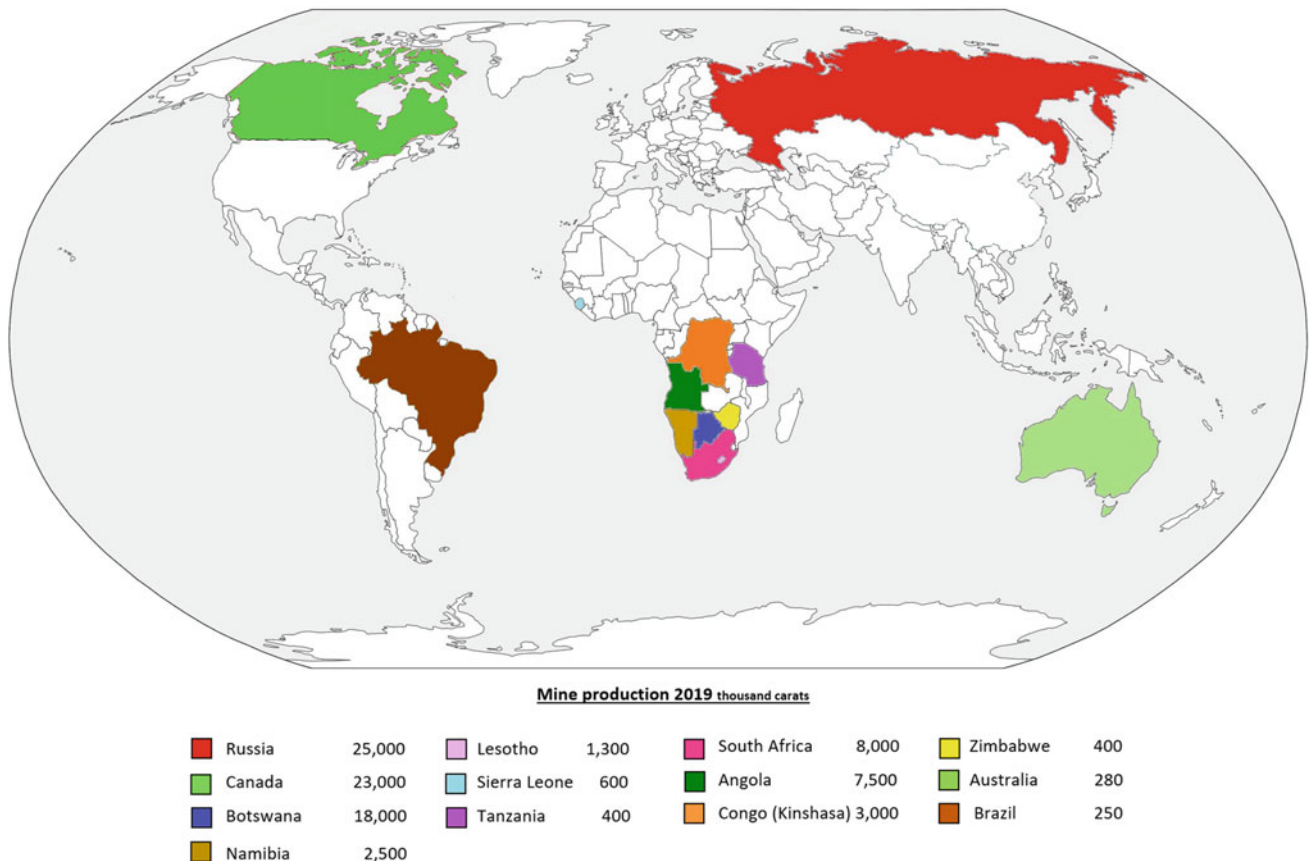 Mine production 2019 thousand carats
Russia 25,000
Canada 23,000
Botswana 18,000
Namibia 2,500
Lesotho 1,300
Sierra Leone 600
Tanzania 400
South Africa 8,000
Angola 7,500
Congo (Kinshasa) 3,000
Zimbabwe 400
Australia 280
Brazil 250